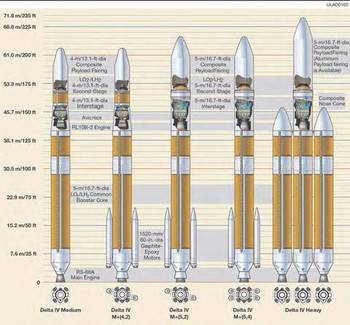 ULA00102
71.6 m/235 ft
68.6 m/225 ft
61.0 m/200 ft
53.3 m/175 ft
45.7 m/150 ft
38.1 m/125 ft
30.5 m/100 ft
22.9 m/75 ft
15.2 m/50 ft
7.6 m/25 ft
0
4-m/13.1-ft-dia
Composite
Payload Fairing
LO₂/LH₂
4-m/13.1-ft-dia
Second-Stage
4-m/13.1-ft-dia
Interstage
Avionics
RL10B-2 Engine
5-m/16.7-ft-dia
LO₂/LH₂ Common
Booster Core
RS-68A
Main Engine
5-m/16.7-ft-dia
Composite
Payload Fairing
LO₂/LH₂
5-m/16.7-ft-dia
Second-Stage
5-m/16.7-ft-dia
Interstage
1520-mm/
60-in.-dia
Graphite-
Epoxy
Motors
5-m/16.7-ft-dia
Composite
Payload Fairing
(Aluminum
Payload fairing
is Available)
Composite
Nose Cone
Delta IV Medium
Delta IV
M+(4,2)
Delta IV
M+(5,2)
Delta IV
M+(5,4)
Delta IV Heavy